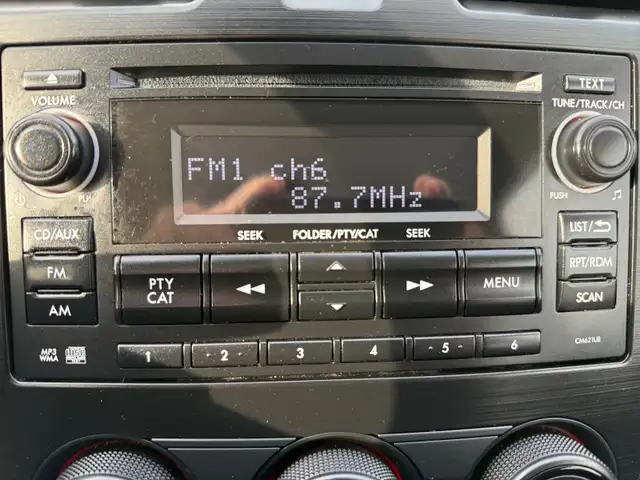 TEXT
VOLUME
TUNE/TRACK/CH
FM1 ch6
87.7MHz
PUSH
CD/AUX
SEEK
FOLDER/PTY/CAT
SEEK
LIST/
FM
PTY
CAT
MENU
RPT/RDM
AM
SCAN
MP3
WMA
1
2
3
4
5
6
CM621UB